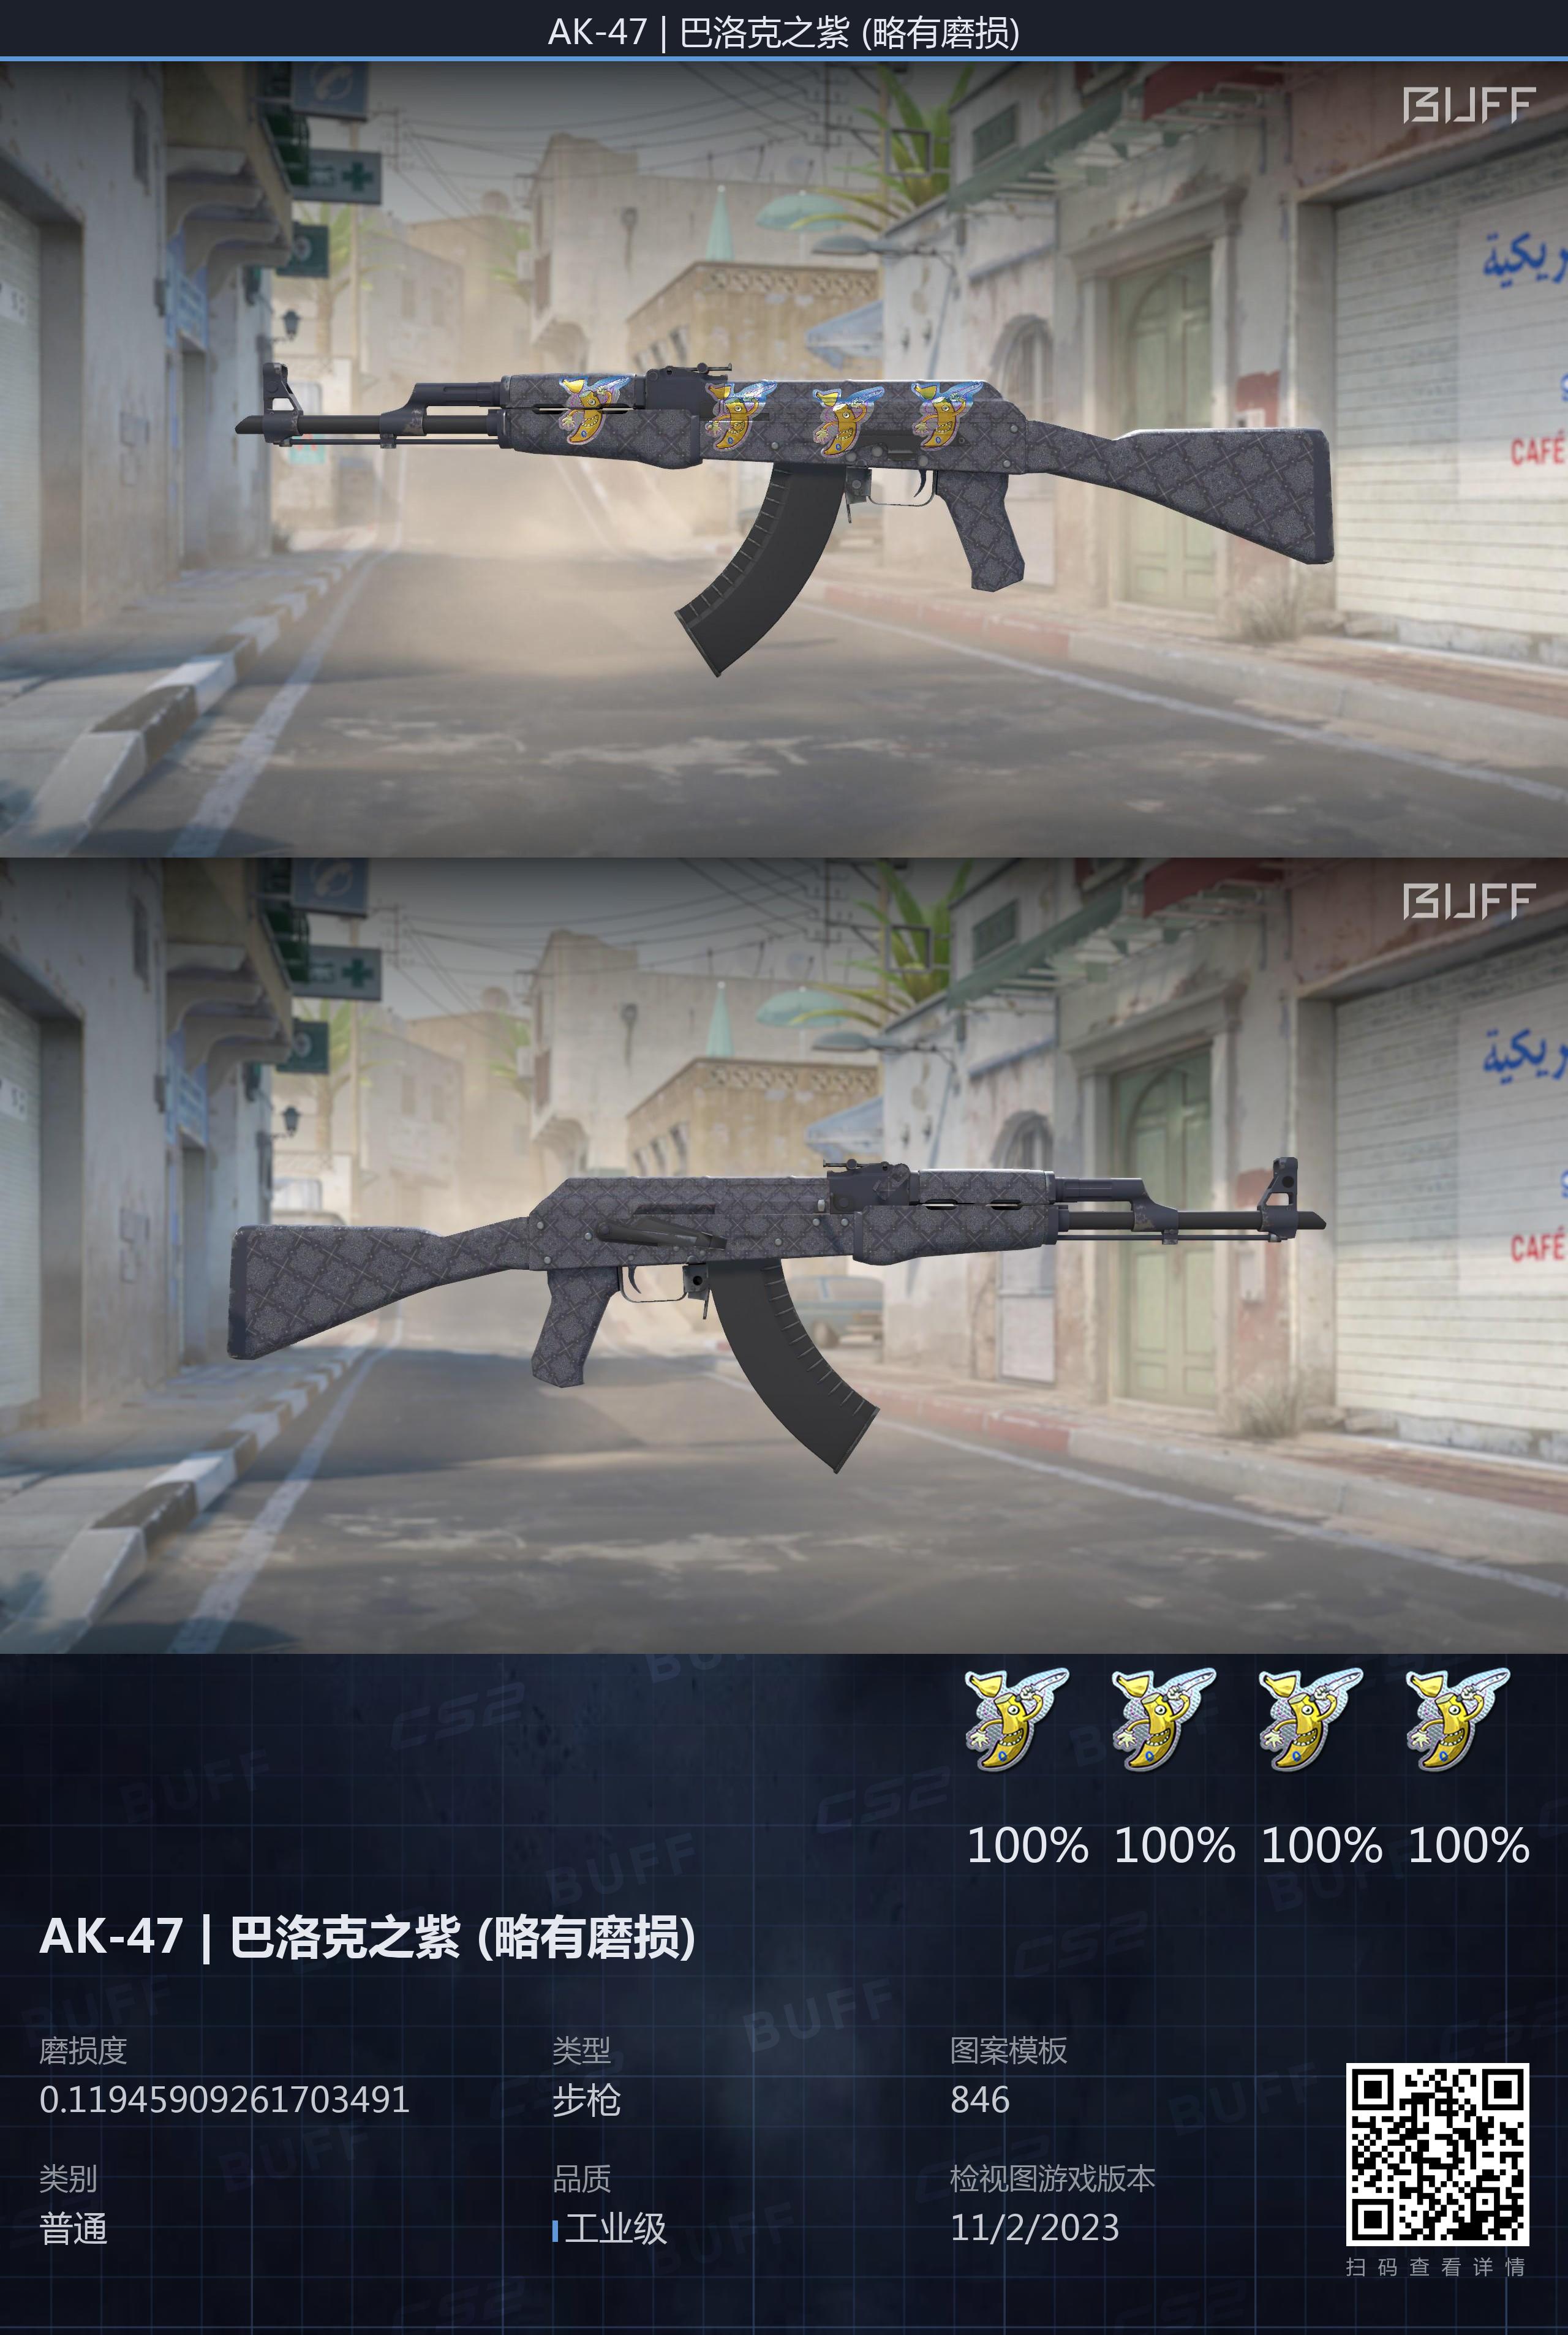 AK-47 | 巴洛克之紫 (略有磨损)
BUFF
ريكية
CAFÉ
BUFF
ريكية
CAFÉ
100% 100% 100% 100%
AK-47 | 巴洛克之紫 (略有磨损)
磨损度
0.11945909261703491
类型
步枪
图案模板
846
类别
普通
品质
工业级
检视图游戏版本
11/2/2023
扫码查看详情